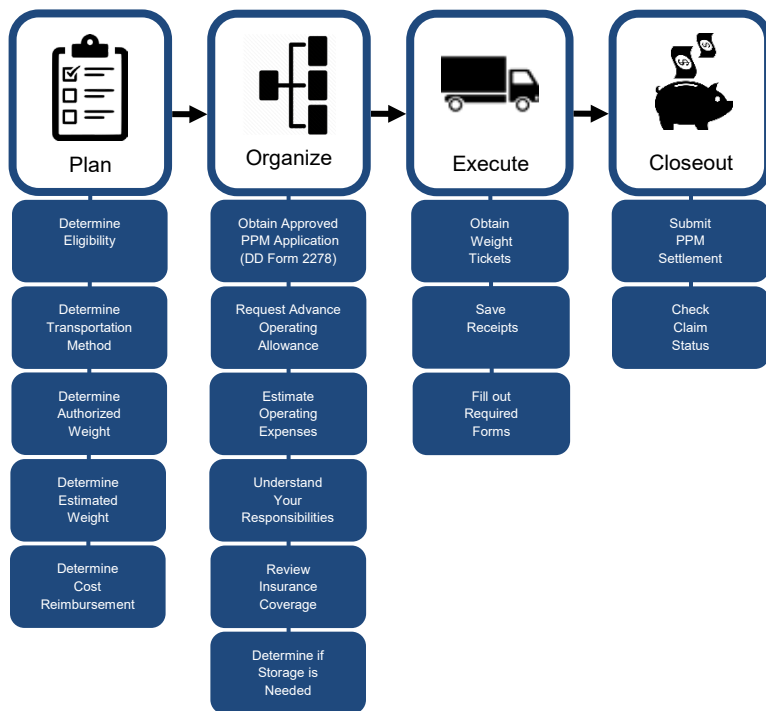 Plan
Determine
Eligibility
Determine
Transportation
Method
Determine
Authorized
Weight
Determine
Estimated
Weight
Determine
Cost
Reimbursement
Organize
Obtain Approved
PPM Application
(DD Form 2278)
Request Advance
Operating
Allowance
Estimate
Operating
Expenses
Understand
Your
Responsibilities
Review
Insurance
Coverage
Determine if
Storage is
Needed
Execute
Obtain
Weight
Tickets
Save
Receipts
Fill out
Required
Forms
$
$
Closeout
Submit
PPM
Settlement
Check
Claim
Status